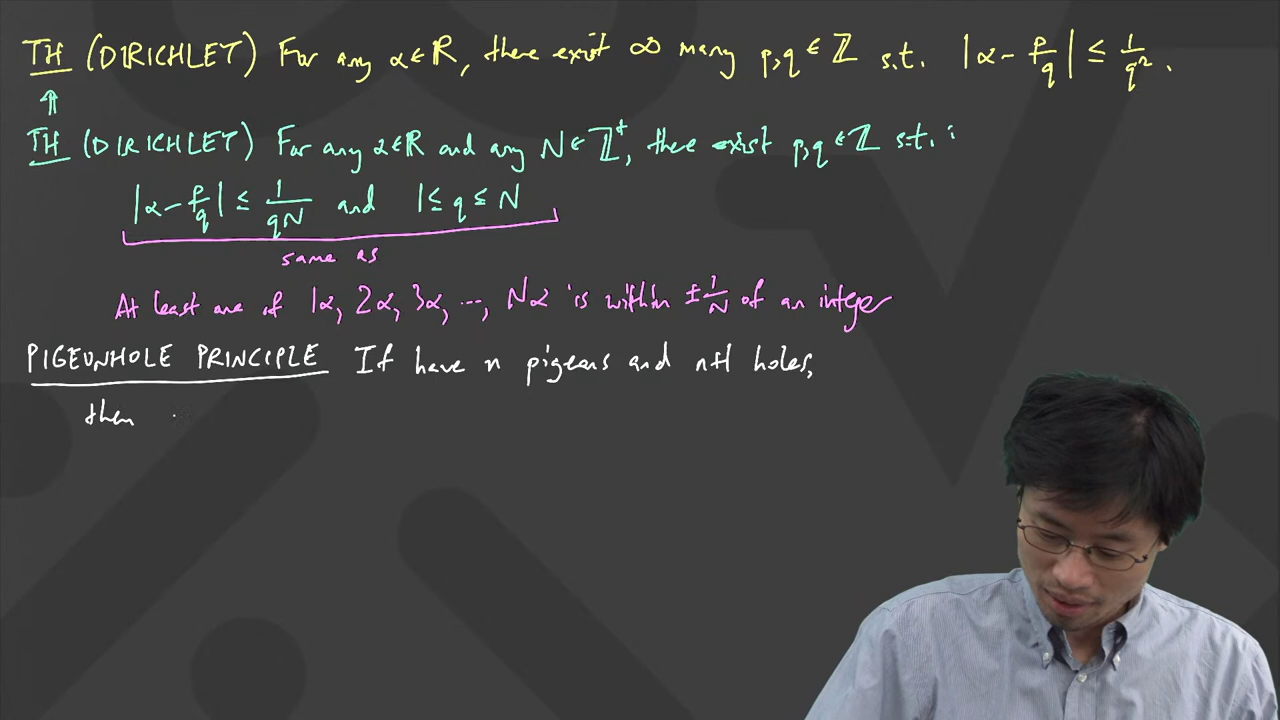 TH (DIRICHLET) For any α∈ℝ, there exist ∞ many p,q ∈ ℤ s.t. |α - p/q| ≤ 1/q².
⇑
TH (DIRICHLET) For any α∈ℝ and any N∈ℤ⁺, there exist p,q ∈ ℤ s.t. :
|α - p/q| ≤ 1/qN and 1 ≤ q ≤ N
same as
At least one of 1α, 2α, 3α, ..., Nα is within ±1/N of an integer
PIGEONHOLE PRINCIPLE If have n pigeons and n+1 holes,
then